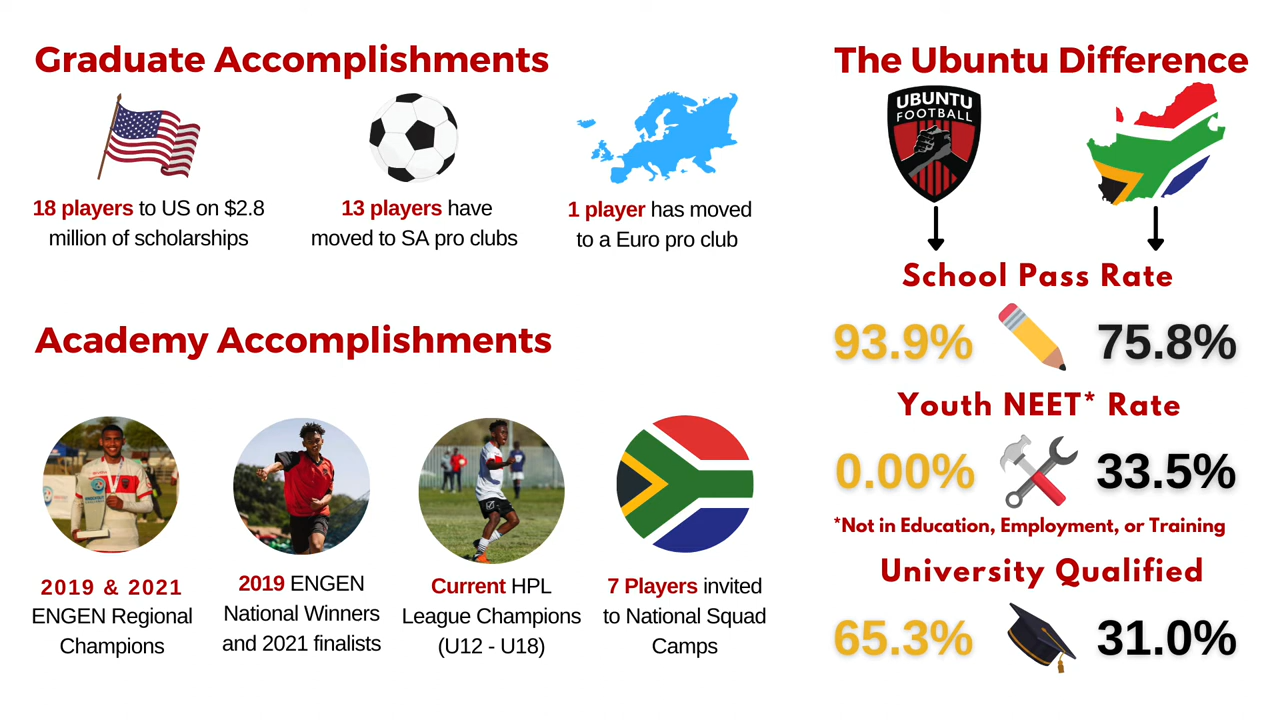 Graduate Accomplishments
18 players to US on $2.8
million of scholarships
13 players have
moved to SA pro clubs
1 player has moved
to a Euro pro club
Academy Accomplishments
2019 & 2021
ENGEN Regional
Champions
2019 ENGEN
National Winners
and 2021 finalists
Current HPL
League Champions
(U12 - U18)
7 Players invited
to National Squad
Camps
The Ubuntu Difference
UBUNTU
FOOTBALL
School Pass Rate
93.9% 75.8%
Youth NEET* Rate
0.00% 33.5%
*Not in Education, Employment, or Training
University Qualified
65.3% 31.0%